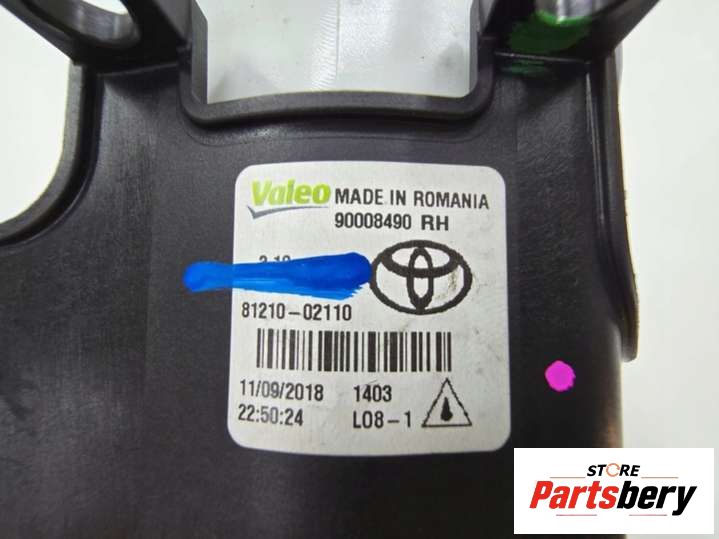 Valeo MADE IN ROMANIA
90008490 RH
81210-02110
11/09/2018 1403
22:50:24 L08-1
STORE
Partsbery